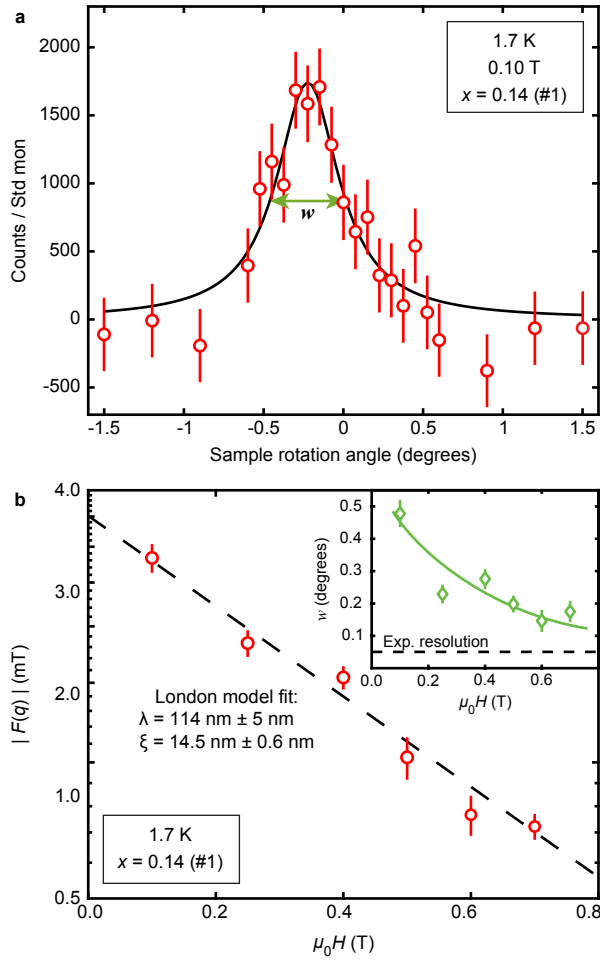 a
2000
1500
1000
500
0
-500
Counts / Std mon
1.7 K
0.10 T
x = 0.14 (#1)
w
-1.5
-1
-0.5
0
0.5
1
1.5
Sample rotation angle (degrees)
b
4.0
3.0
2.0
1.0
0.5
| F(q) | (mT)
London model fit:
λ = 114 nm ± 5 nm
ξ = 14.5 nm ± 0.6 nm
1.7 K
x = 0.14 (#1)
0.5
0.4
0.3
0.2
0.1
w (degrees)
Exp. resolution
0.0
0.2
0.4
0.6
μ0H (T)
0.0
0.2
0.4
0.6
0.8
μ0H (T)